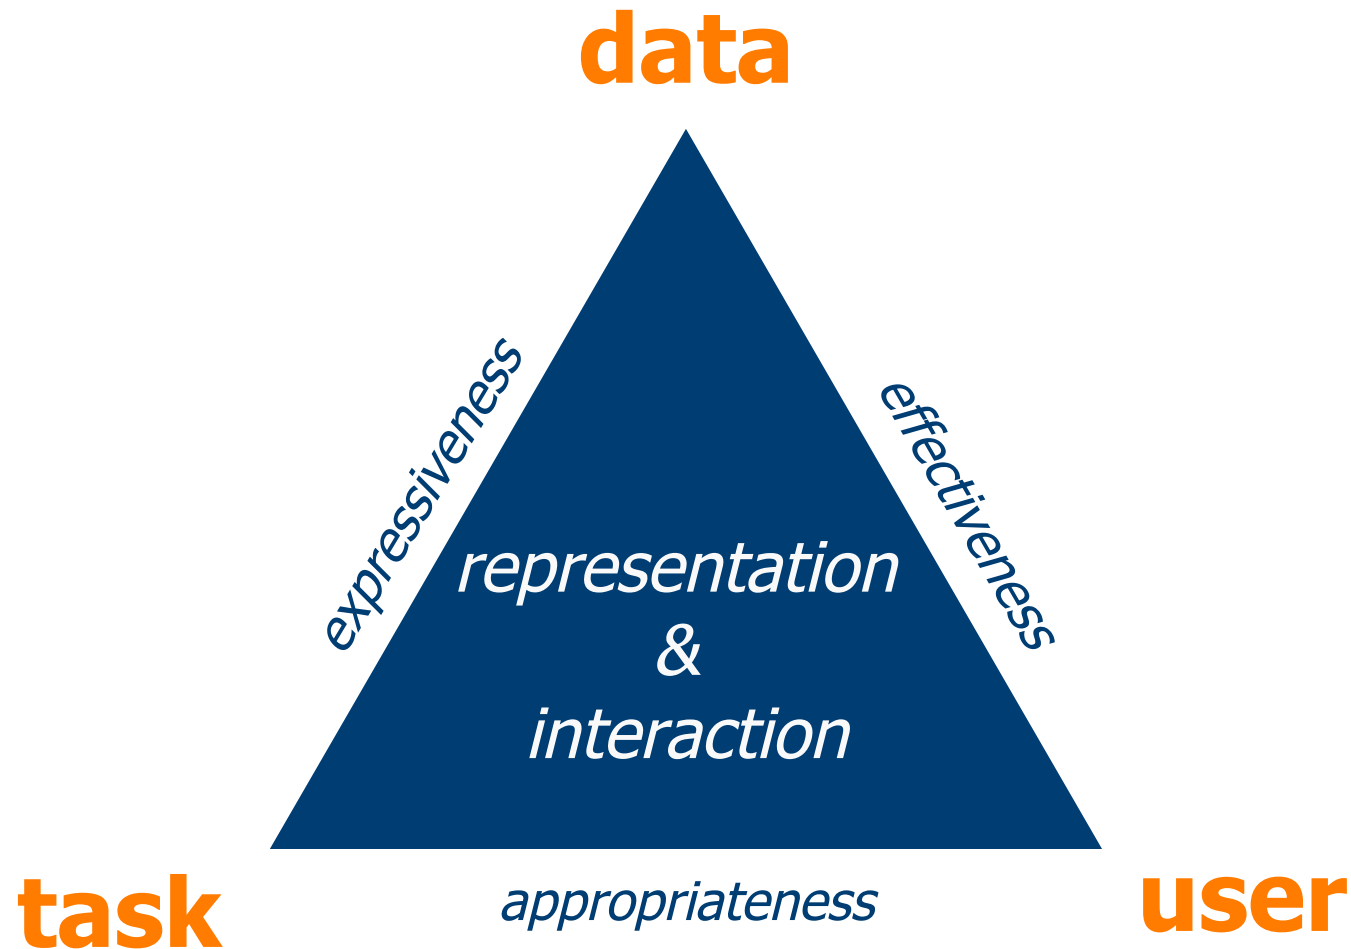 data
expressiveness
effectiveness
representation
&
interaction
task
appropriateness
user